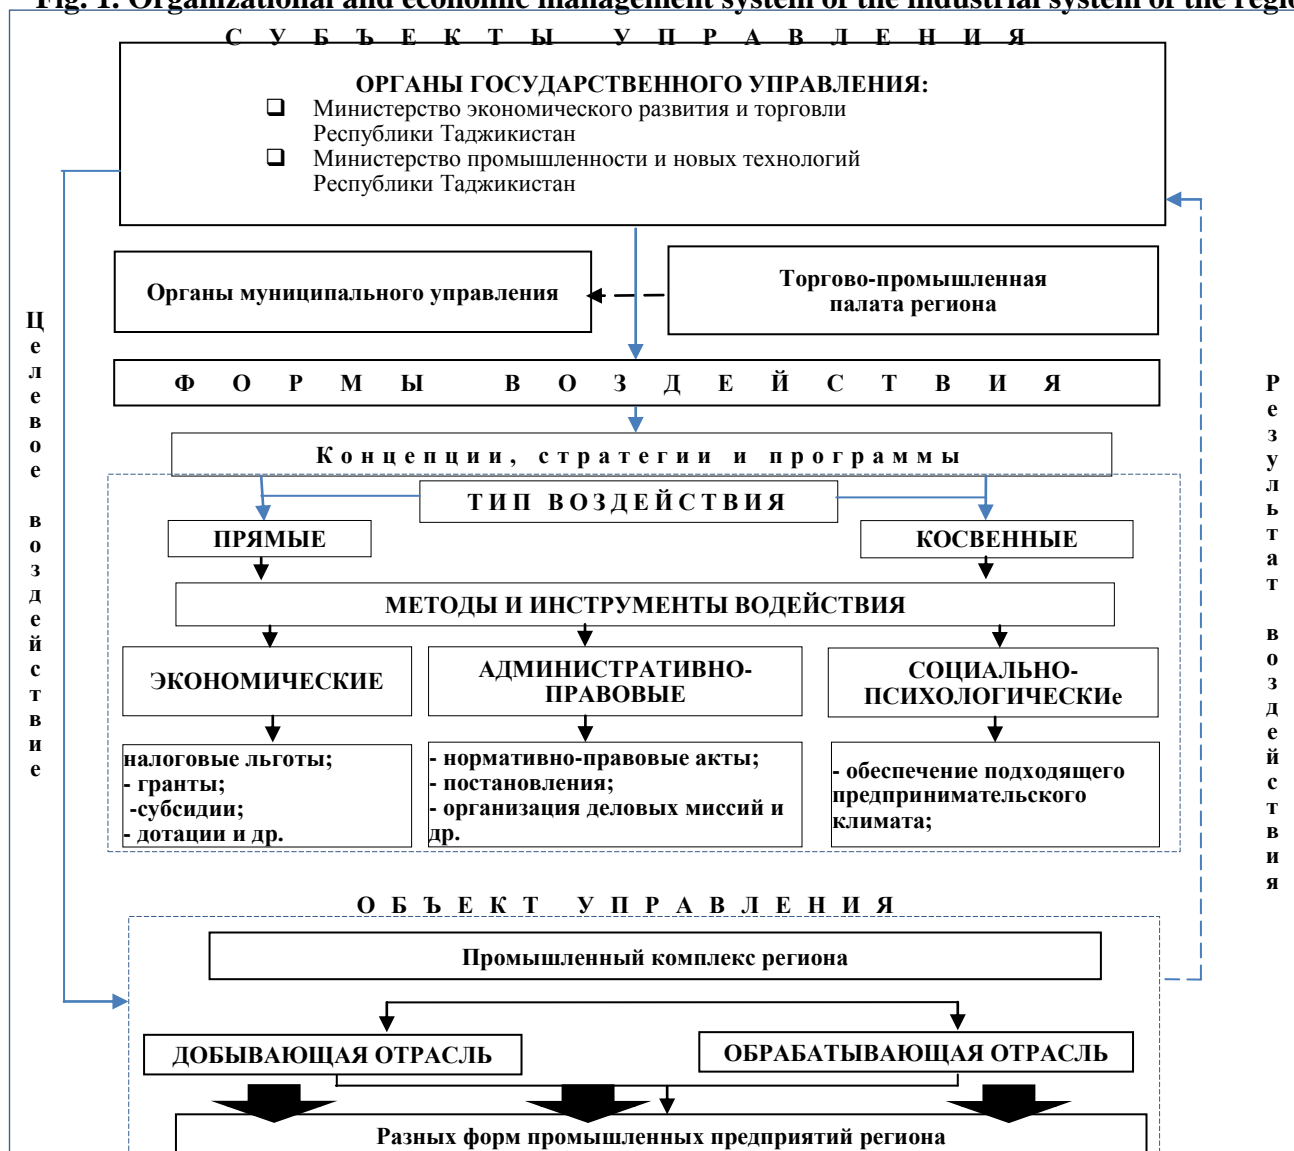 Fig. 1. Organizational and economic management system of the industrial system of the regio
С У Б Ъ Е К Т Ы У П Р А В Л Е Н И Я
ОРГАНЫ ГОСУДАРСТВЕННОГО УПРАВЛЕНИЯ:
❑ Министерство экономического развития и торговли
Республики Таджикистан
❑ Министерство промышленности и новых технологий
Республики Таджикистан
Органы муниципального управления
Торгово-промышленная
палата региона
Целевое воздействие
Результат воздействия
Ф О Р М Ы В О З Д Е Й С Т В И Я
Концепции, стратегии и программы
ТИП ВОЗДЕЙСТВИЯ
ПРЯМЫЕ
КОСВЕННЫЕ
МЕТОДЫ И ИНСТРУМЕНТЫ ВОДЕЙСТВИЯ
ЭКОНОМИЧЕСКИЕ
АДМИНИСТРАТИВНО-
ПРАВОВЫЕ
СОЦИАЛЬНО-
ПСИХОЛОГИЧЕСКИе
налоговые льготы;
- гранты;
-субсидии;
- дотации и др.
- нормативно-правовые акты;
- постановления;
- организация деловых миссий и
др.
- обеспечение подходящего
предпринимательского
климата;
О Б Ъ Е К Т У П Р А В Л Е Н И Я
Промышленный комплекс региона
ДОБЫВАЮЩАЯ ОТРАСЛЬ
ОБРАБАТЫВАЮЩАЯ ОТРАСЛЬ
Разных форм промышленных предприятий региона